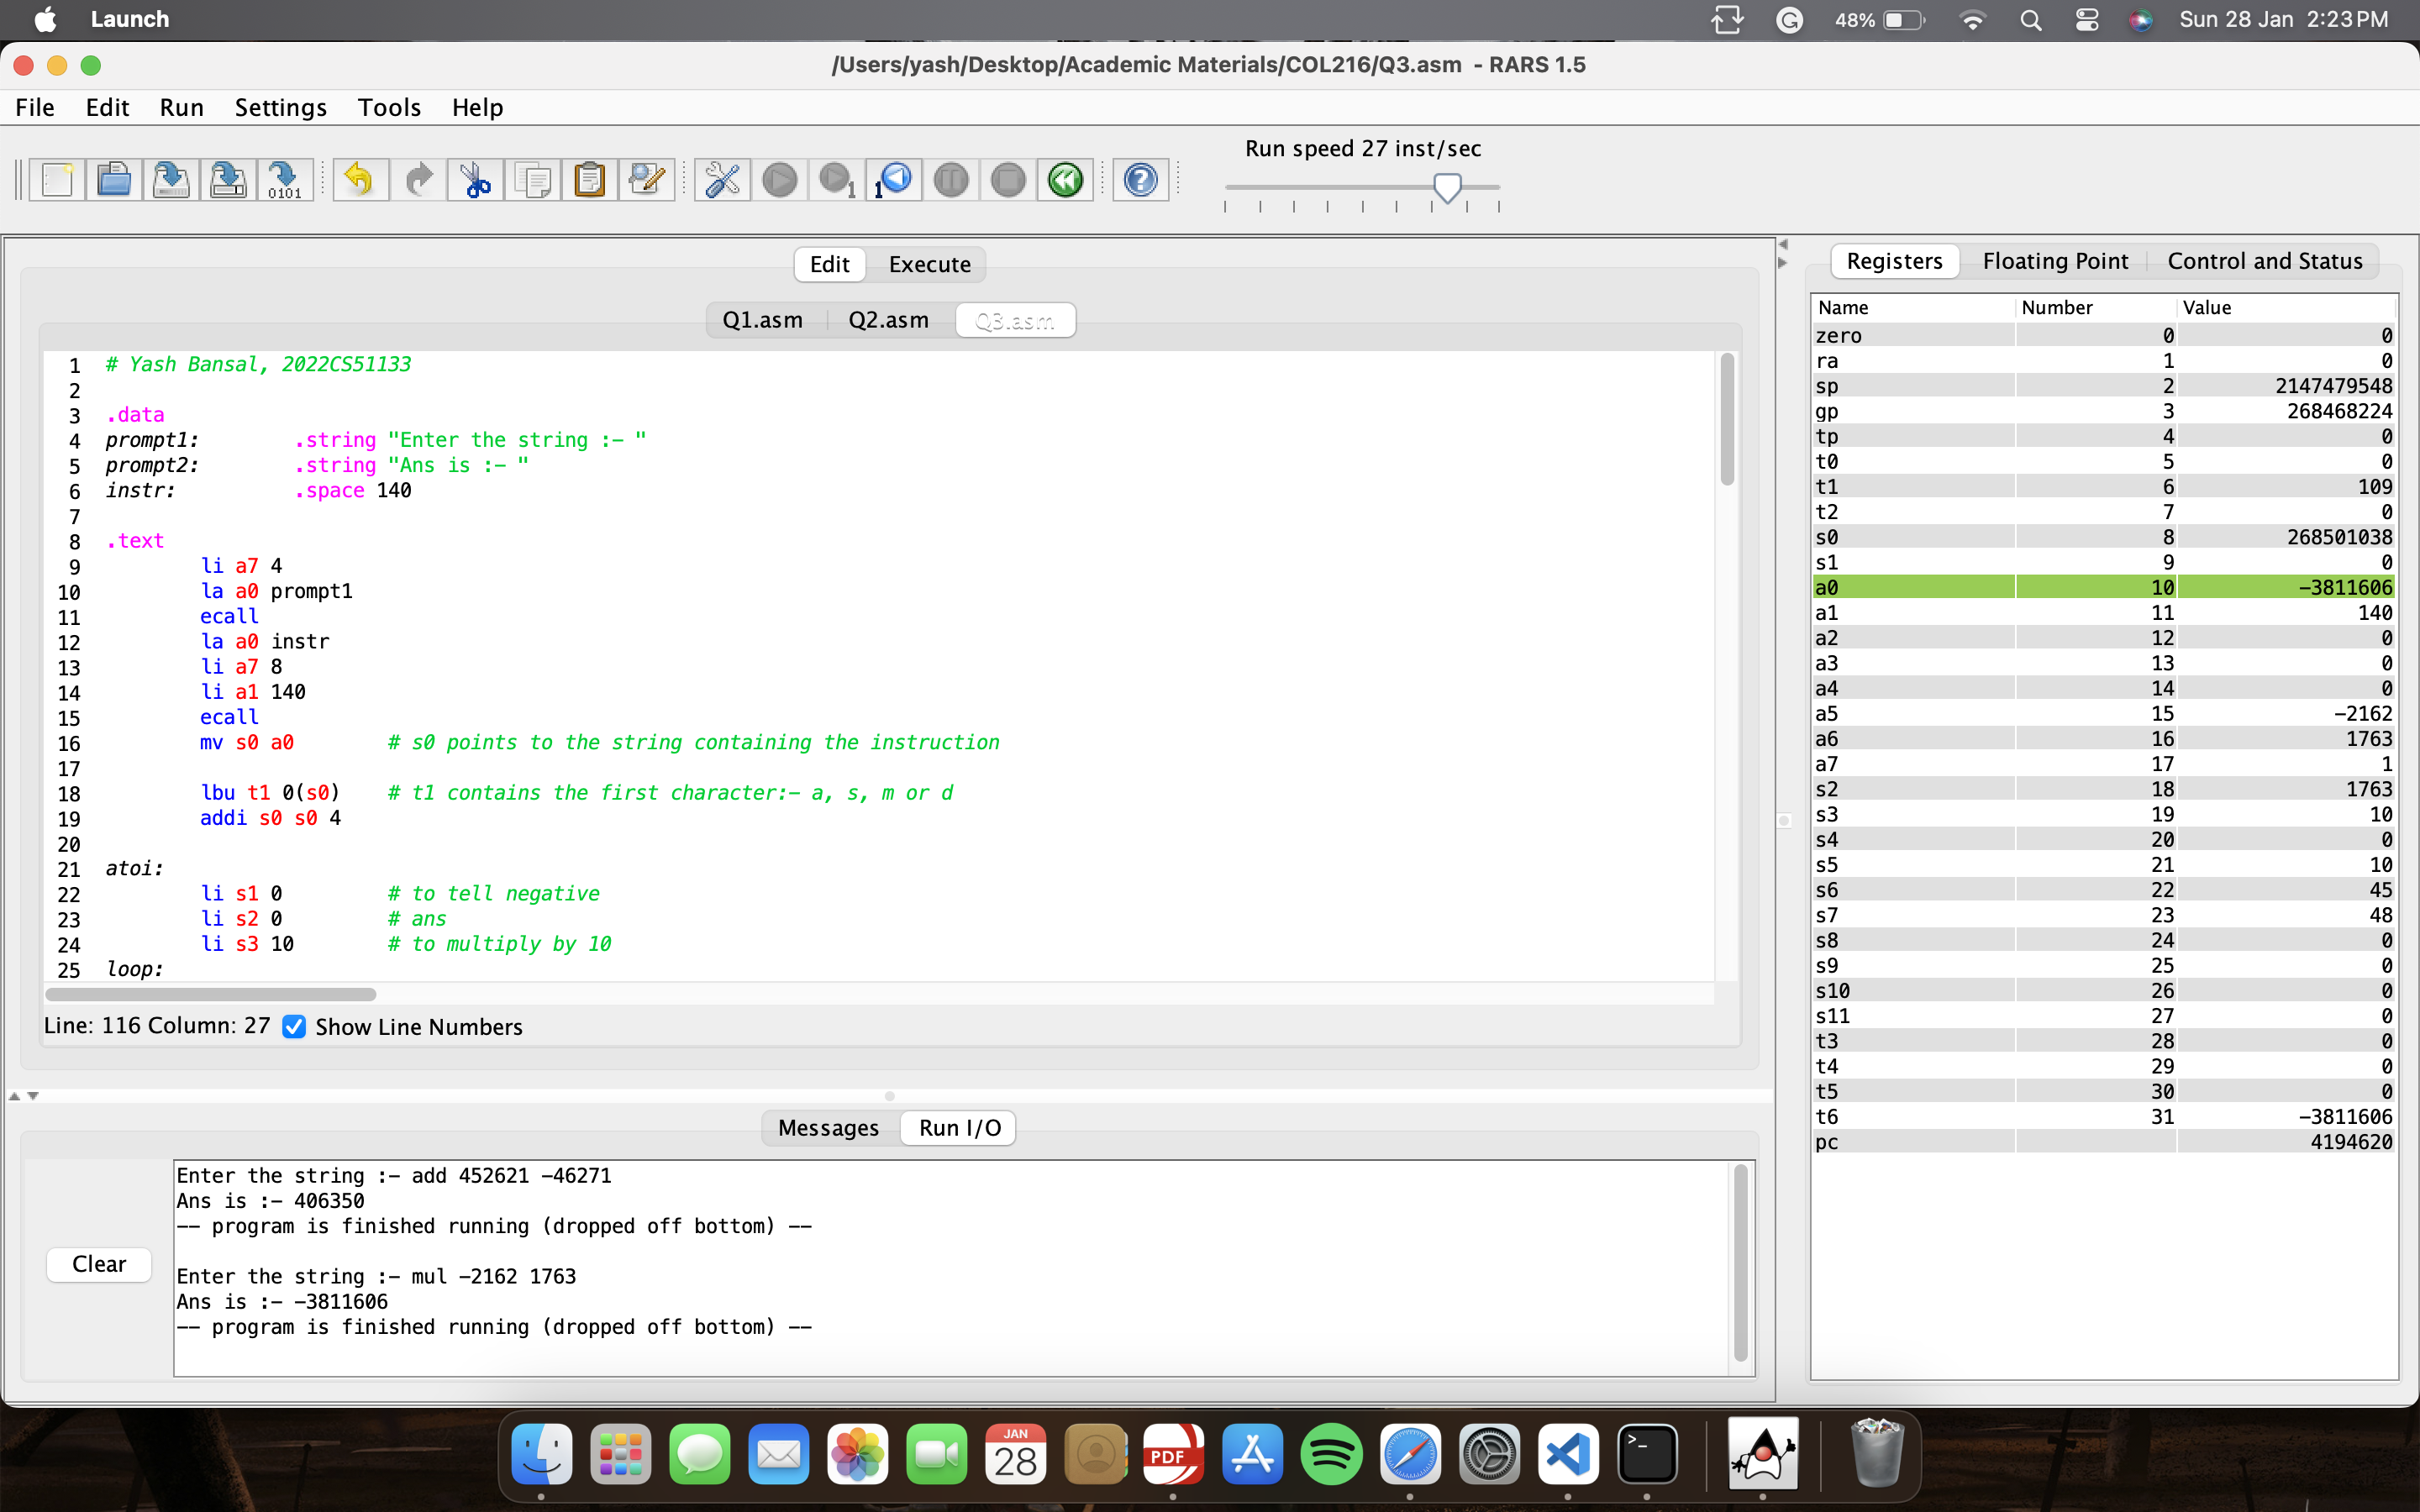 Launch
48%
Sun 28 Jan 2:23 PM
/Users/yash/Desktop/Academic Materials/COL216/Q3.asm - RARS 1.5
File Edit Run Settings Tools Help
Run speed 27 inst/sec
0101
1
1
Edit Execute
Q1.asm Q2.asm Q3.asm
1 # Yash Bansal, 2022CS51133
2
3 .data
4 prompt1: .string "Enter the string :- "
5 prompt2: .string "Ans is :- "
6 instr: .space 140
7
8 .text
9 li a7 4
10 la a0 prompt1
11 ecall
12 la a0 instr
13 li a7 8
14 li a1 140
15 ecall
16 mv s0 a0 # s0 points to the string containing the instruction
17
18 lbu t1 0(s0) # t1 contains the first character:- a, s, m or d
19 addi s0 s0 4
20
21 atoi:
22 li s1 0 # to tell negative
23 li s2 0 # ans
24 li s3 10 # to multiply by 10
25 loop:
Line: 116 Column: 27 Show Line Numbers
Messages Run I/O
Clear
Enter the string :- add 452621 -46271
Ans is :- 406350
-- program is finished running (dropped off bottom) --
Enter the string :- mul -2162 1763
Ans is :- -3811606
-- program is finished running (dropped off bottom) --
Registers Floating Point Control and Status
Name Number Value
zero 0 0
ra 1 0
sp 2 2147479548
gp 3 268468224
tp 4 0
t0 5 0
t1 6 109
t2 7 0
s0 8 268501038
s1 9 0
a0 10 -3811606
a1 11 140
a2 12 0
a3 13 0
a4 14 0
a5 15 -2162
a6 16 1763
a7 17 1
s2 18 1763
s3 19 10
s4 20 0
s5 21 10
s6 22 45
s7 23 48
s8 24 0
s9 25 0
s10 26 0
s11 27 0
t3 28 0
t4 29 0
t5 30 0
t6 31 -3811606
pc 4194620
JAN
28
PDF